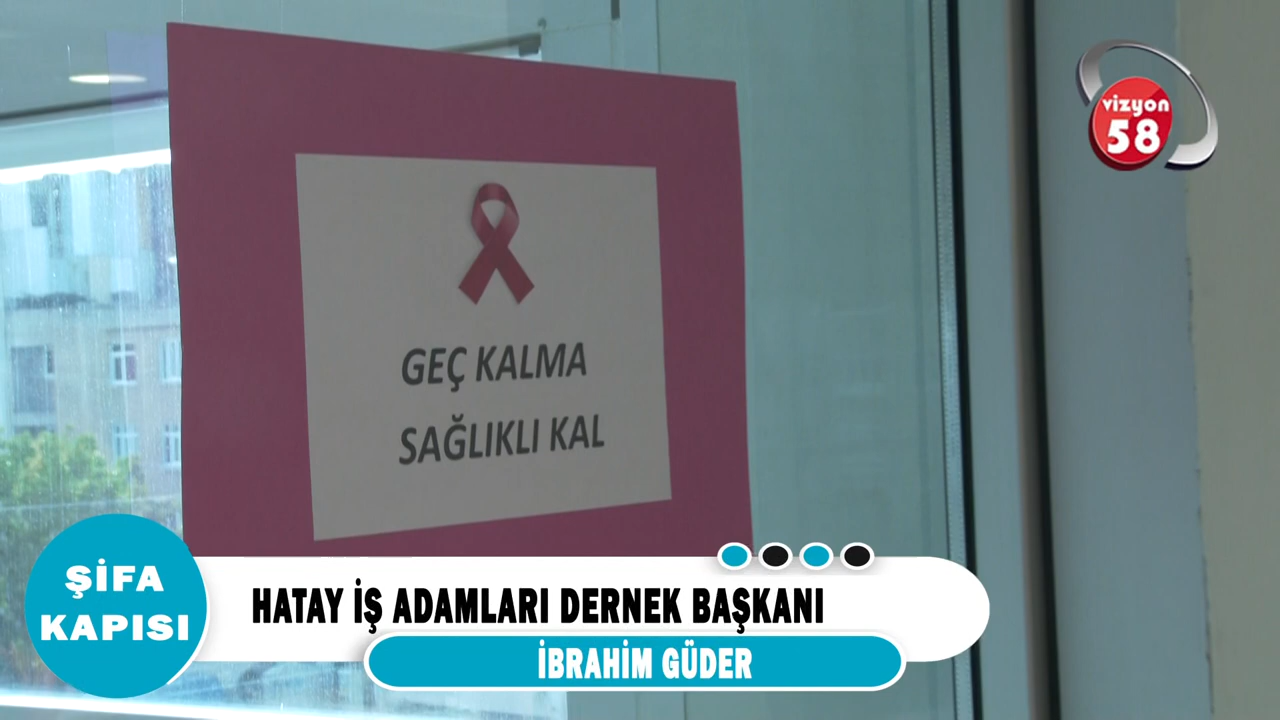 vizyon
58
GEÇ KALMA
SAĞLIKLI KAL
ŞİFA
KAPISI
HATAY İŞ ADAMLARI DERNEK BAŞKANI
İBRAHİM GÜDER